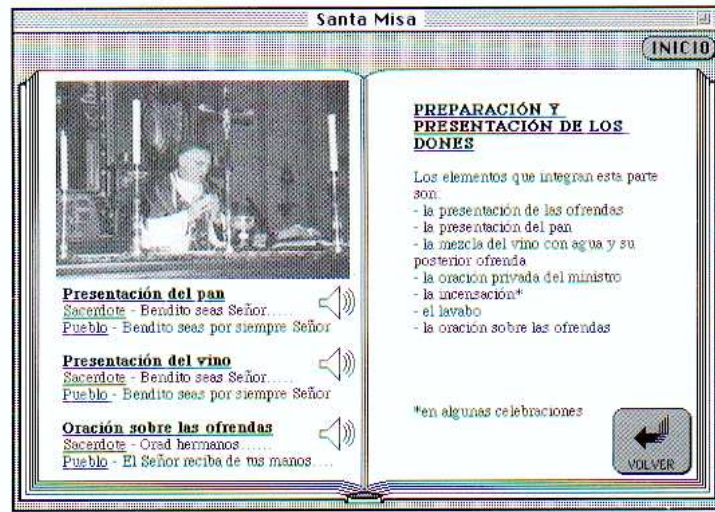 Santa Misa
INICIO
Presentación del pan
Sacerdote - Bendito seas Señor.....
Pueblo - Bendito seas por siempre Señor
Presentación del vino
Sacerdote - Bendito seas Señor.....
Pueblo - Bendito seas por siempre Señor
Oración sobre las ofrendas
Sacerdote - Orad hermanos......
Pueblo - El Señor reciba de tus manos....
PREPARACIÓN Y
PRESENTACIÓN DE LOS
DONES
Los elementos que integran esta parte
son:
- la presentación de las ofrendas
- la presentación del pan
- la mezcla del vino con agua y su
posterior ofrenda
- la oración privada del ministro
- la incensación*
- el lavabo
- la oración sobre las ofrendas
*en algunas celebraciones
VOLVER